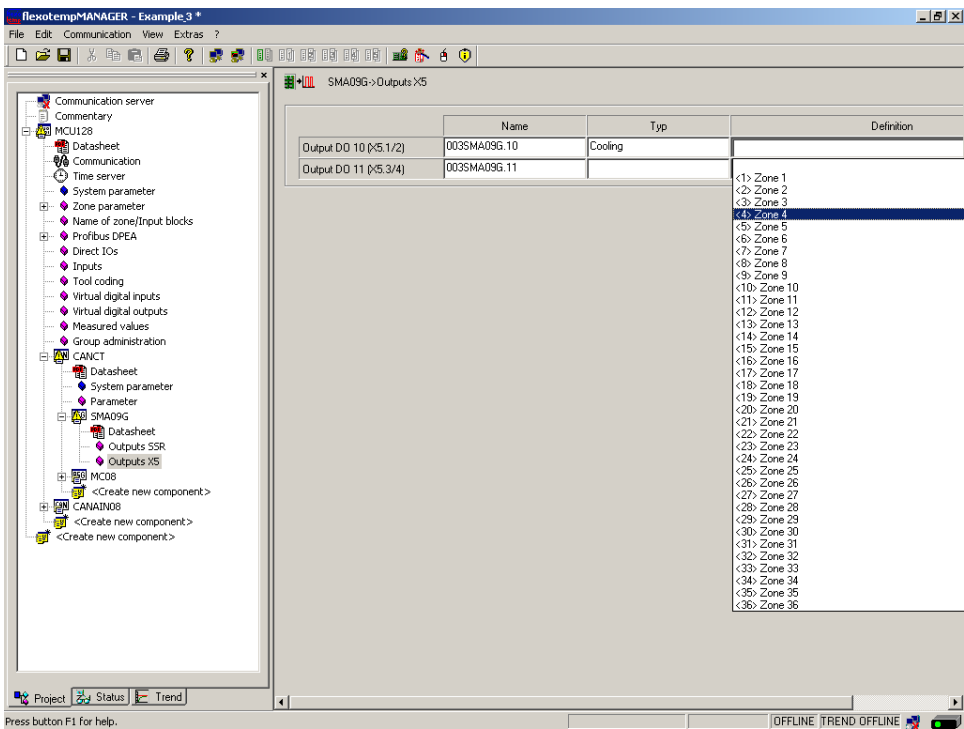 flexotempMANAGER - Example_3 *
File Edit Communication View Extras ?
SMA09G->Outputs X5
Communication server
Commentary
MCU128
Datasheet
Communication
Time server
System parameter
Zone parameter
Name of zone/Input blocks
Profibus DPEA
Direct IOs
Inputs
Tool coding
Virtual digital inputs
Virtual digital outputs
Measured values
Group administration
CANCT
Datasheet
System parameter
Parameter
SMA09G
Datasheet
Outputs SSR
Outputs X5
MC08
<Create new component>
CANAIN08
<Create new component>
<Create new component>
Name Typ Definition
Output DO 10 (X5.1/2) 003SMA09G.10 Cooling
Output DO 11 (X5.3/4) 003SMA09G.11
<1> Zone 1
<2> Zone 2
<3> Zone 3
<4> Zone 4
<5> Zone 5
<6> Zone 6
<7> Zone 7
<8> Zone 8
<9> Zone 9
<10> Zone 10
<11> Zone 11
<12> Zone 12
<13> Zone 13
<14> Zone 14
<15> Zone 15
<16> Zone 16
<17> Zone 17
<18> Zone 18
<19> Zone 19
<20> Zone 20
<21> Zone 21
<22> Zone 22
<23> Zone 23
<24> Zone 24
<25> Zone 25
<26> Zone 26
<27> Zone 27
<28> Zone 28
<29> Zone 29
<30> Zone 30
<31> Zone 31
<32> Zone 32
<33> Zone 33
<34> Zone 34
<35> Zone 35
<36> Zone 36
Project Status Trend
Press button F1 for help.
OFFLINE TREND OFFLINE